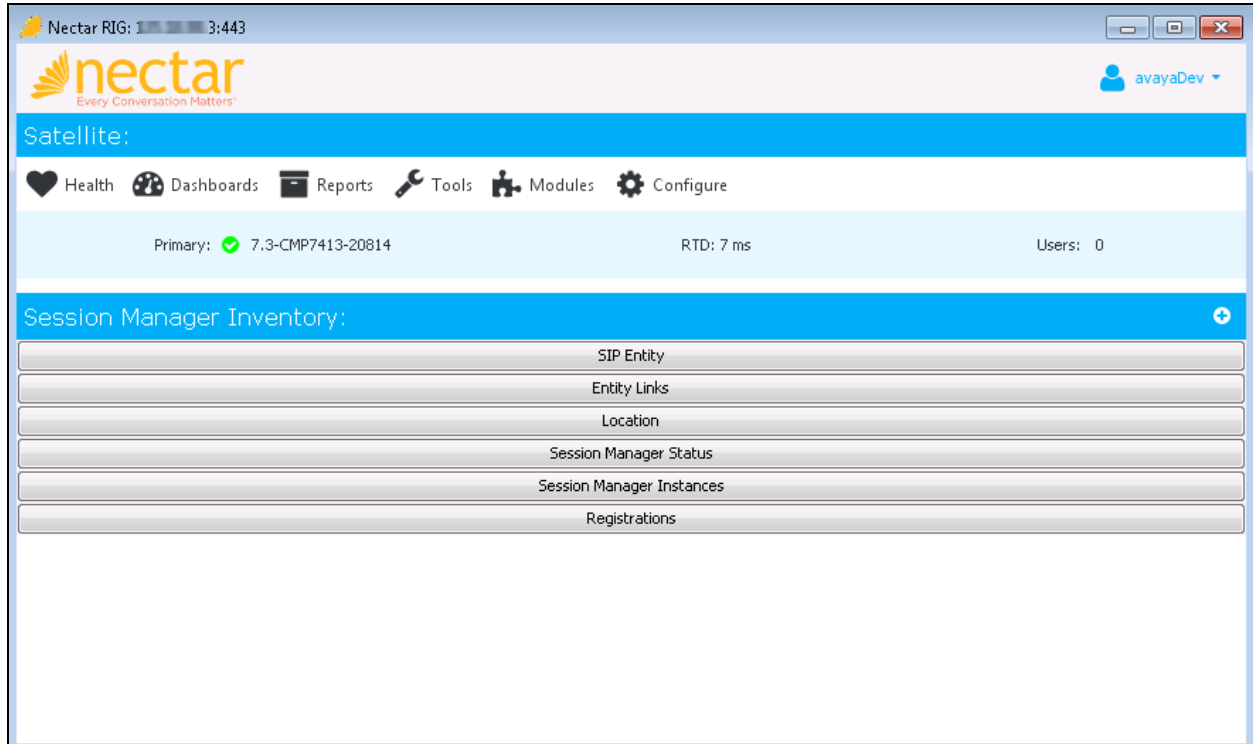 Nectar RIG: 3:443
nectar
Every Conversation Matters®
avayaDev
Satellite:
Health Dashboards Reports Tools Modules Configure
Primary: 7.3-CMP7413-20814 RTD: 7 ms Users: 0
Session Manager Inventory:
SIP Entity
Entity Links
Location
Session Manager Status
Session Manager Instances
Registrations